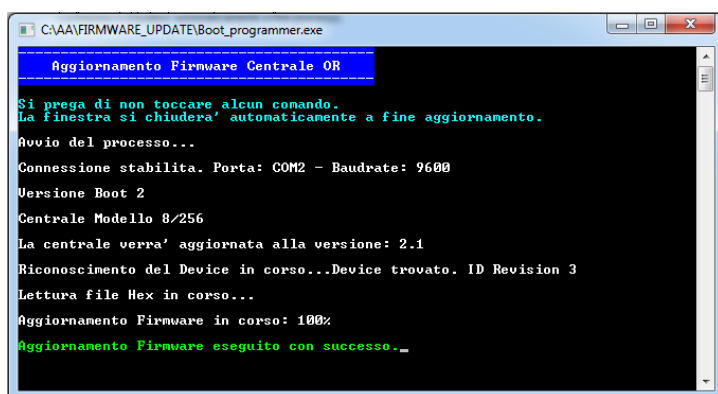 C:\AA\FIRMWARE_UPDATE\Boot_programmer.exe
Aggiornamento Firmware Centrale OR
Si prega di non toccare alcun comando.
La finestra si chiudera' automaticamente a fine aggiornamento.
Avvio del processo...
Connessione stabilita. Porta: COM2 - Baudrate: 9600
Versione Boot 2
Centrale Modello 8/256
La centrale verra' aggiornata alla versione: 2.1
Riconoscimento del Device in corso...Device trovato. ID Revision 3
Lettura file Hex in corso...
Aggiornamento Firmware in corso: 100%
Aggiornamento Firmware eseguito con successo._